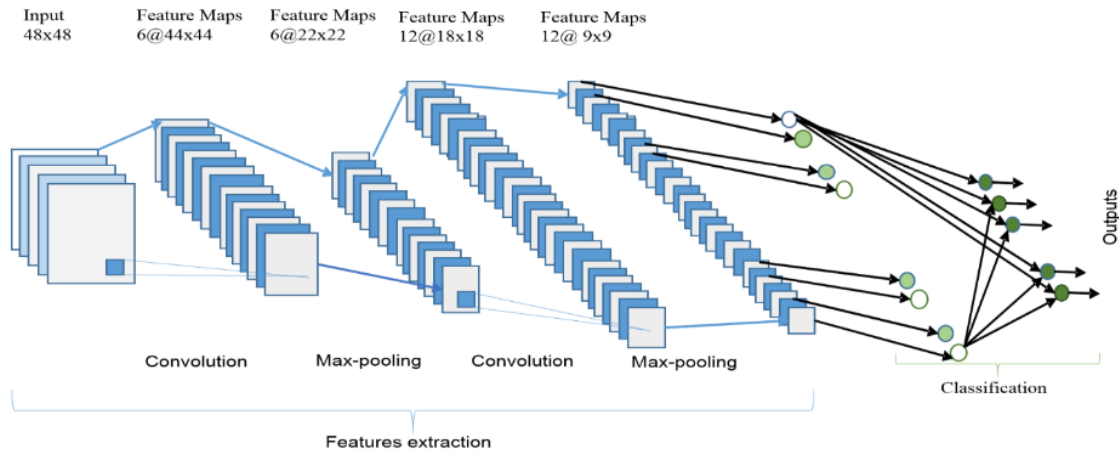 Input
48x48
Feature Maps
6@44x44
Feature Maps
6@22x22
Feature Maps
12@18x18
Feature Maps
12@ 9x9
Outputs
Convolution
Max-pooling
Convolution
Max-pooling
Classification
Features extraction